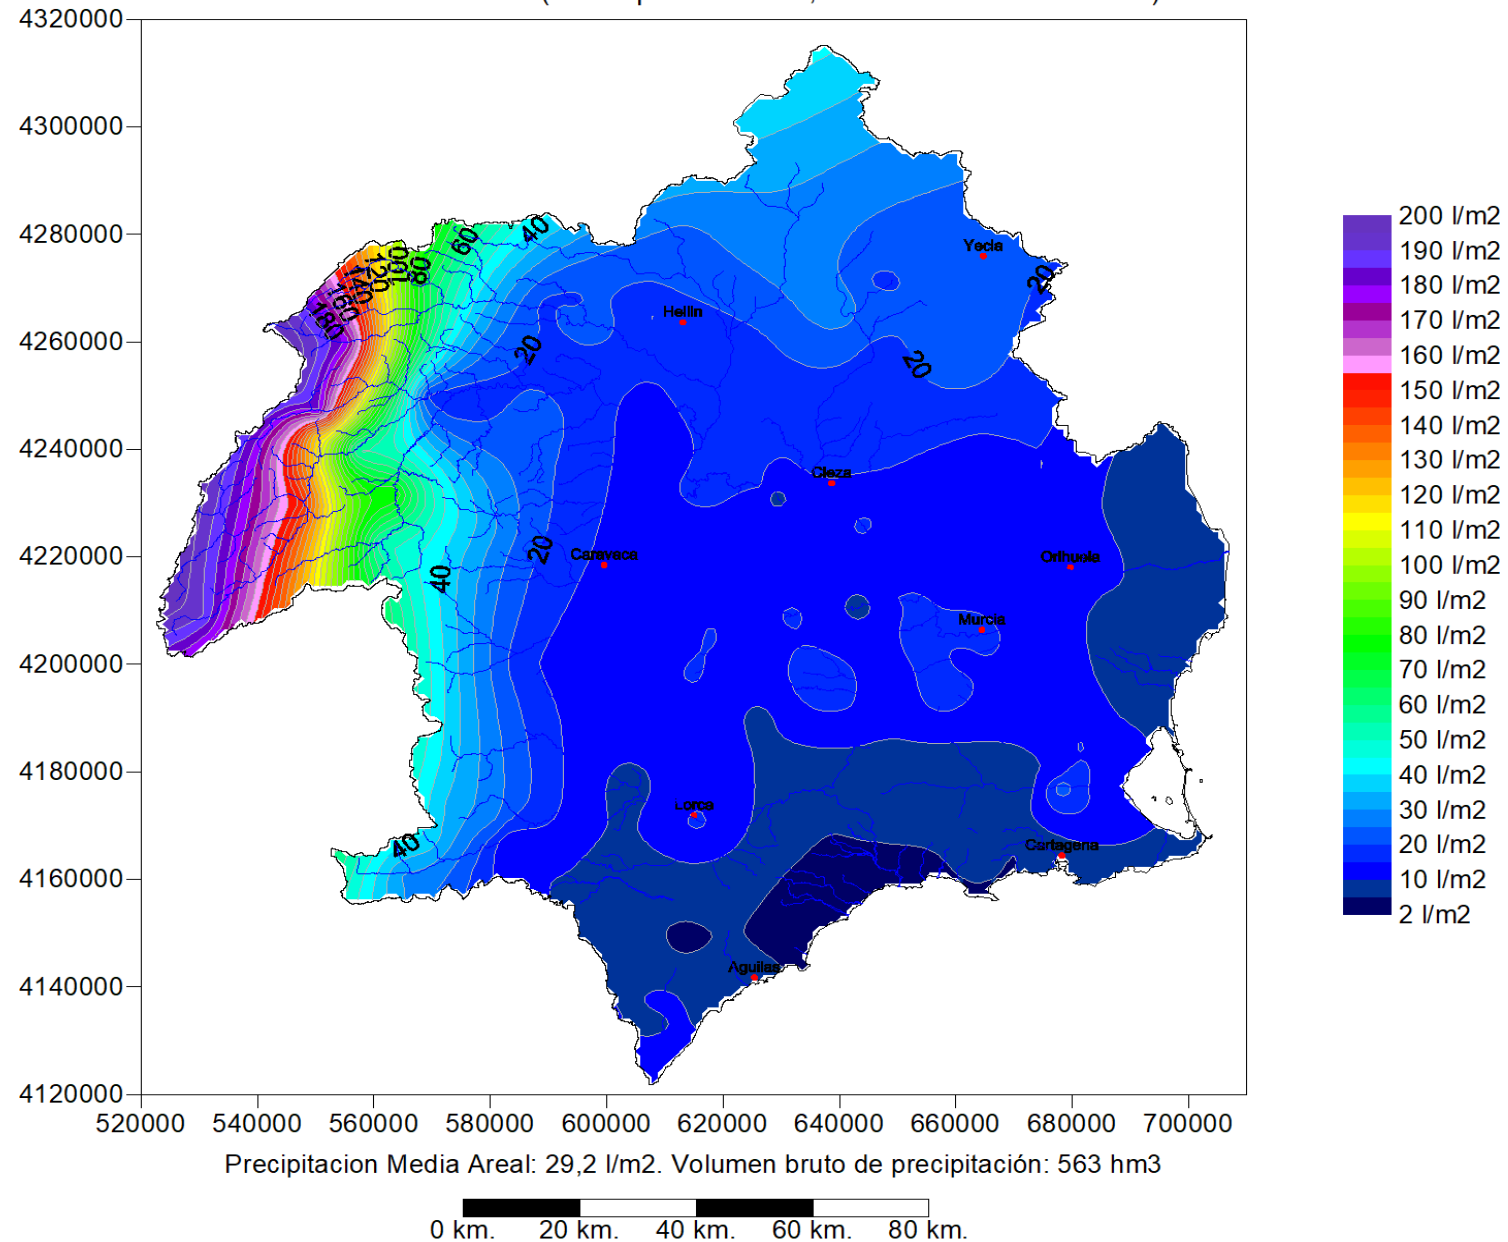 4320000
4300000
4280000
4260000
4240000
4220000
4200000
4180000
4160000
4140000
4120000
520000 540000 560000 580000 600000 620000 640000 660000 680000 700000
180
160
140
120
100
80
60
40
20
20
20
20
40
40
Yecla
Hellin
Cieza
Caravaca
Orihuela
Murcia
Lorca
Cartagena
Aguilas
200 l/m2
190 l/m2
180 l/m2
170 l/m2
160 l/m2
150 l/m2
140 l/m2
130 l/m2
120 l/m2
110 l/m2
100 l/m2
90 l/m2
80 l/m2
70 l/m2
60 l/m2
50 l/m2
40 l/m2
30 l/m2
20 l/m2
10 l/m2
2 l/m2
Precipitacion Media Areal: 29,2 l/m2. Volumen bruto de precipitación: 563 hm3
0 km. 20 km. 40 km. 60 km. 80 km.